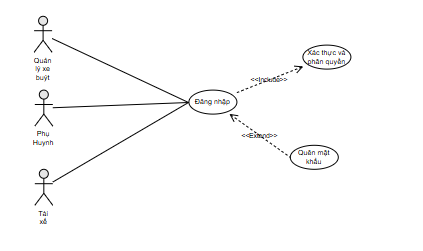 Xác thực và
phân quyền
Quản
lý xe
buýt
<<Include>>
Đăng nhập
Phụ
Huynh
<<Extend>>
Quên mật
khẩu
Tài
xế